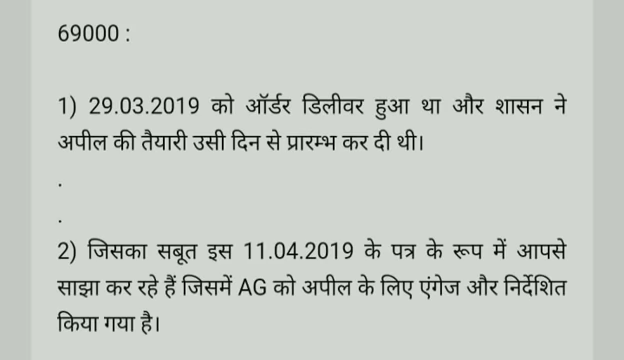 69000 :
1) 29.03.2019 को ऑर्डर डिलीवर हुआ था और शासन ने
अपील की तैयारी उसी दिन से प्रारम्भ कर दी थी।
.
.
2) जिसका सबूत इस 11.04.2019 के पत्र के रूप में आपसे
साझा कर रहे हैं जिसमें AG को अपील के लिए एंगेज और निर्देशित
किया गया है।